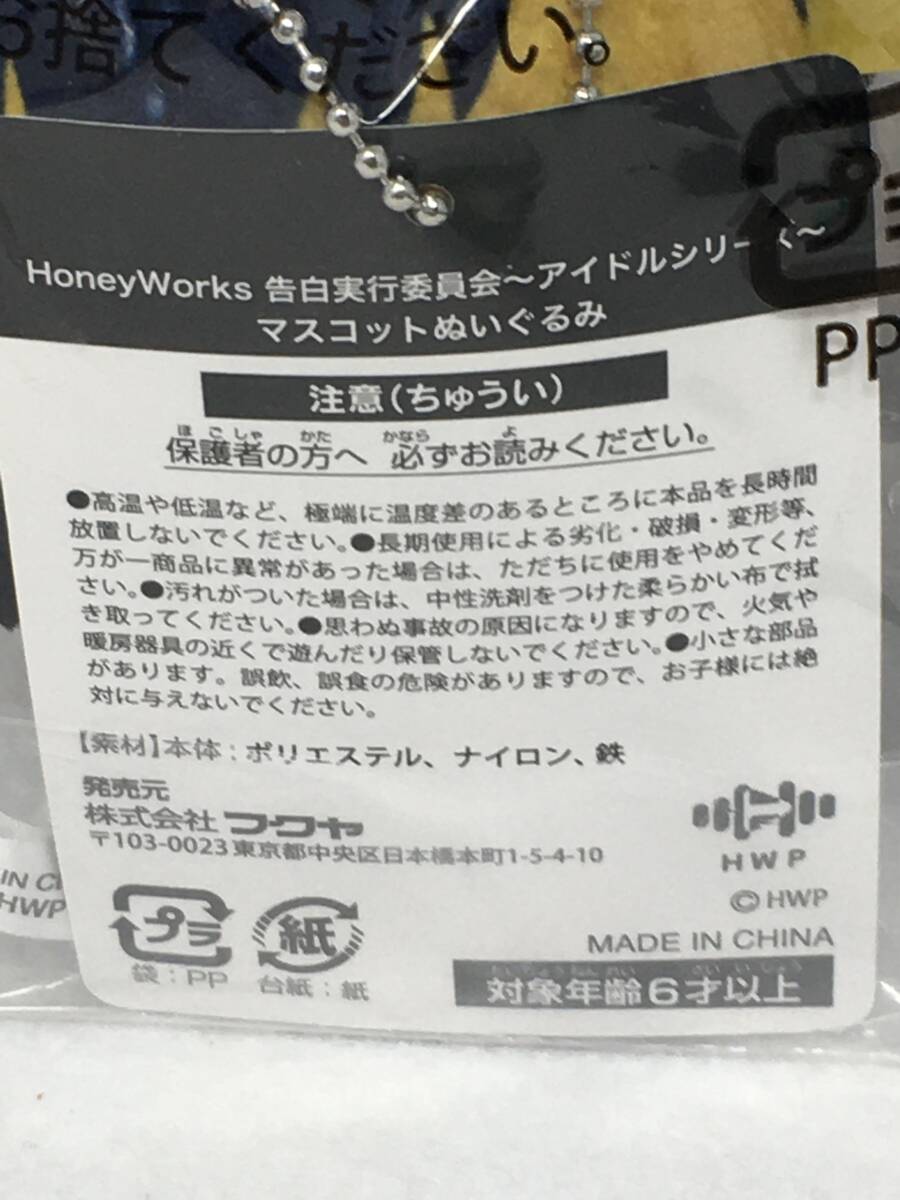 お捨てください。
HoneyWorks 告白実行委員会～アイドルシリーズ～
マスコットぬいぐるみ
プラ
PP
注意(ちゅうい)
ほごしゃ かた かなら よ
保護者の方へ 必ずお読みください。
●高温や低温など、極端に温度差のあるところに本品を長時間
放置しないでください。●長期使用による劣化・破損・変形等、
万が一商品に異常があった場合は、ただちに使用をやめてくだ
さい。●汚れがついた場合は、中性洗剤をつけた柔らかい布で拭
き取ってください。●思わぬ事故の原因になりますので、火気や
暖房器具の近くで遊んだり保管しないでください。●小さな部品
があります。誤飲、誤食の危険がありますので、お子様には絶
対に与えないでください。
【素材】本体：ポリエステル、ナイロン、鉄
発売元
株式会社フクヤ
〒103-0023 東京都中央区日本橋本町1-5-4-10
HWP
©HWP
MADE IN CHINA
プラ
袋：PP
紙
台紙：紙
対象年齢6才以上
IN CH
HWP